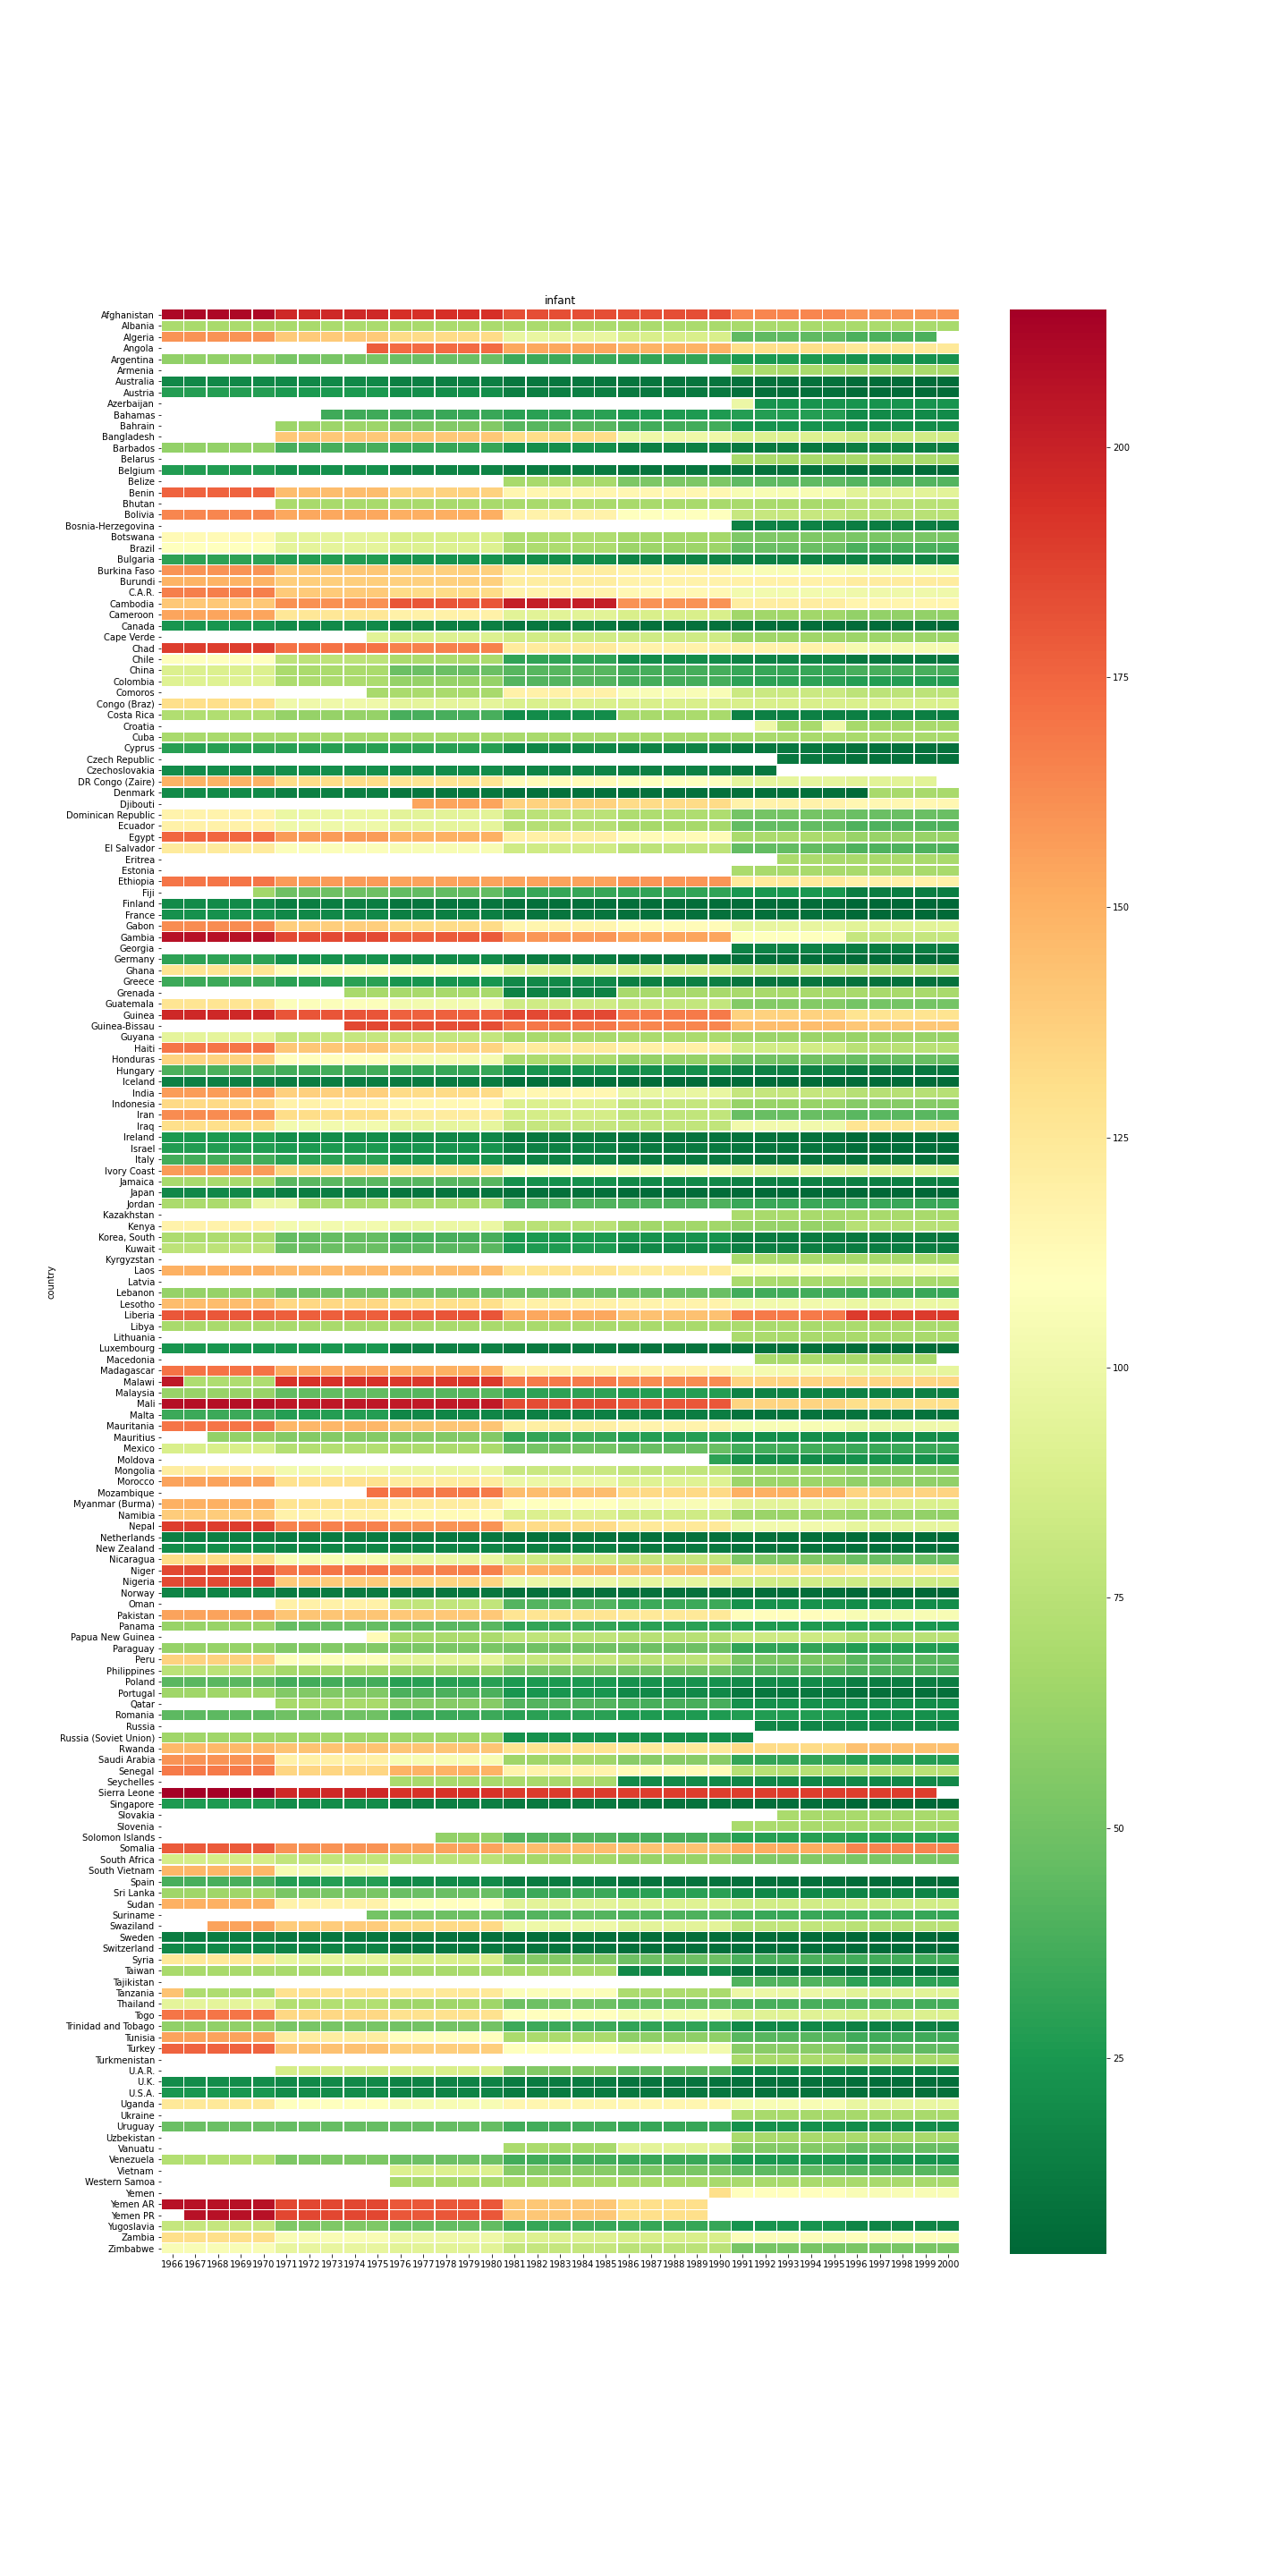 infant
Afghanistan
Albania
Algeria
Angola
Argentina
Armenia
Australia
Austria
Azerbaijan
Bahamas
Bahrain
Bangladesh
Barbados
Belarus
Belgium
Belize
Benin
Bhutan
Bolivia
Bosnia-Herzegovina
Botswana
Brazil
Bulgaria
Burkina Faso
Burundi
C.A.R.
Cambodia
Cameroon
Canada
Cape Verde
Chad
Chile
China
Colombia
Comoros
Congo (Braz)
Costa Rica
Croatia
Cuba
Cyprus
Czech Republic
Czechoslovakia
DR Congo (Zaire)
Denmark
Djibouti
Dominican Republic
Ecuador
Egypt
El Salvador
Eritrea
Estonia
Ethiopia
Fiji
Finland
France
Gabon
Gambia
Georgia
Germany
Ghana
Greece
Grenada
Guatemala
Guinea
Guinea-Bissau
Guyana
Haiti
Honduras
Hungary
Iceland
India
Indonesia
Iran
Iraq
Ireland
Israel
Italy
Ivory Coast
Jamaica
Japan
Jordan
Kazakhstan
Kenya
Korea, South
Kuwait
Kyrgyzstan
Laos
Latvia
Lebanon
Lesotho
Liberia
Libya
Lithuania
Luxembourg
Macedonia
Madagascar
Malawi
Malaysia
Mali
Malta
Mauritania
Mauritius
Mexico
Moldova
Mongolia
Morocco
Mozambique
Myanmar (Burma)
Namibia
Nepal
Netherlands
New Zealand
Nicaragua
Niger
Nigeria
Norway
Oman
Pakistan
Panama
Papua New Guinea
Paraguay
Peru
Philippines
Poland
Portugal
Qatar
Romania
Russia
Russia (Soviet Union)
Rwanda
Saudi Arabia
Senegal
Seychelles
Sierra Leone
Singapore
Slovakia
Slovenia
Solomon Islands
Somalia
South Africa
South Vietnam
Spain
Sri Lanka
Sudan
Suriname
Swaziland
Sweden
Switzerland
Syria
Taiwan
Tajikistan
Tanzania
Thailand
Togo
Trinidad and Tobago
Tunisia
Turkey
Turkmenistan
U.A.R.
U.K.
U.S.A.
Uganda
Ukraine
Uruguay
Uzbekistan
Vanuatu
Venezuela
Vietnam
Western Samoa
Yemen
Yemen AR
Yemen PR
Yugoslavia
Zambia
Zimbabwe
country
1966 1967 1968 1969 1970 1971 1972 1973 1974 1975 1976 1977 1978 1979 1980 1981 1982 1983 1984 1985 1986 1987 1988 1989 1990 1991 1992 1993 1994 1995 1996 1997 1998 1999 2000
200
175
150
125
100
75
50
25